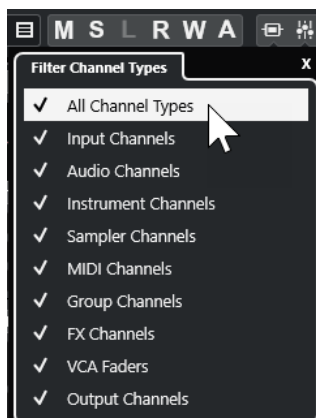 M S L R W A
Filter Channel Types X
All Channel Types
Input Channels
Audio Channels
Instrument Channels
Sampler Channels
MIDI Channels
Group Channels
FX Channels
VCA Faders
Output Channels